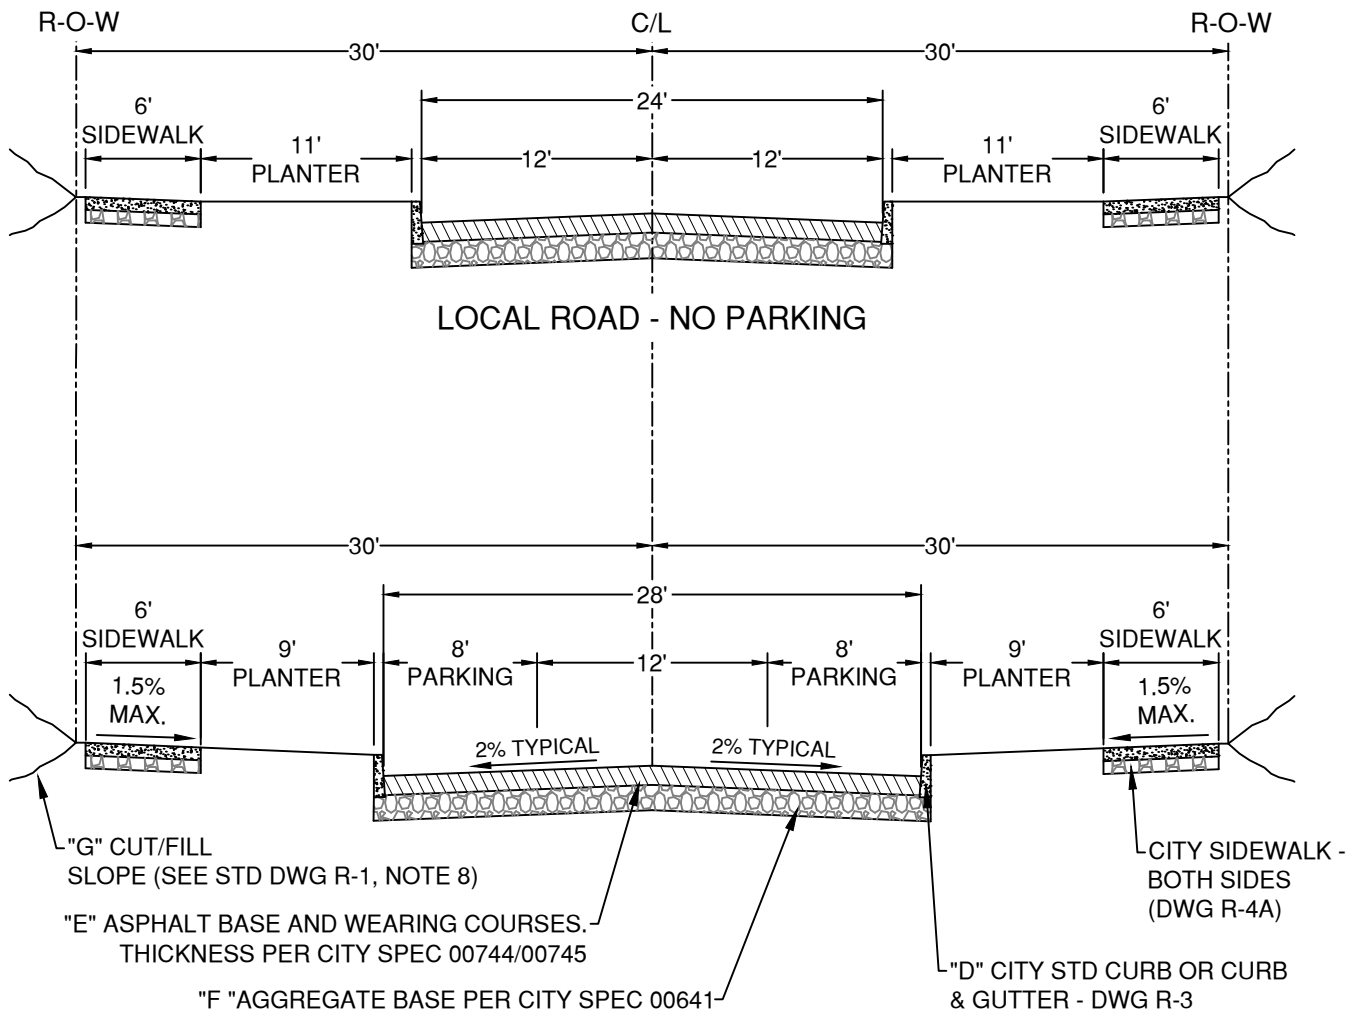 R-O-W
C/L
R-O-W
30'
30'
24'
6'
SIDEWALK
11'
PLANTER
12'
12'
11'
PLANTER
6'
SIDEWALK
LOCAL ROAD - NO PARKING
30'
30'
28'
6'
SIDEWALK
9'
PLANTER
8'
PARKING
12'
8'
PARKING
9'
PLANTER
6'
SIDEWALK
1.5%
MAX.
2% TYPICAL
2% TYPICAL
1.5%
MAX.
"G" CUT/FILL
SLOPE (SEE STD DWG R-1, NOTE 8)
"E" ASPHALT BASE AND WEARING COURSES.
THICKNESS PER CITY SPEC 00744/00745
"F "AGGREGATE BASE PER CITY SPEC 00641
CITY SIDEWALK -
BOTH SIDES
(DWG R-4A)
"D" CITY STD CURB OR CURB
& GUTTER - DWG R-3